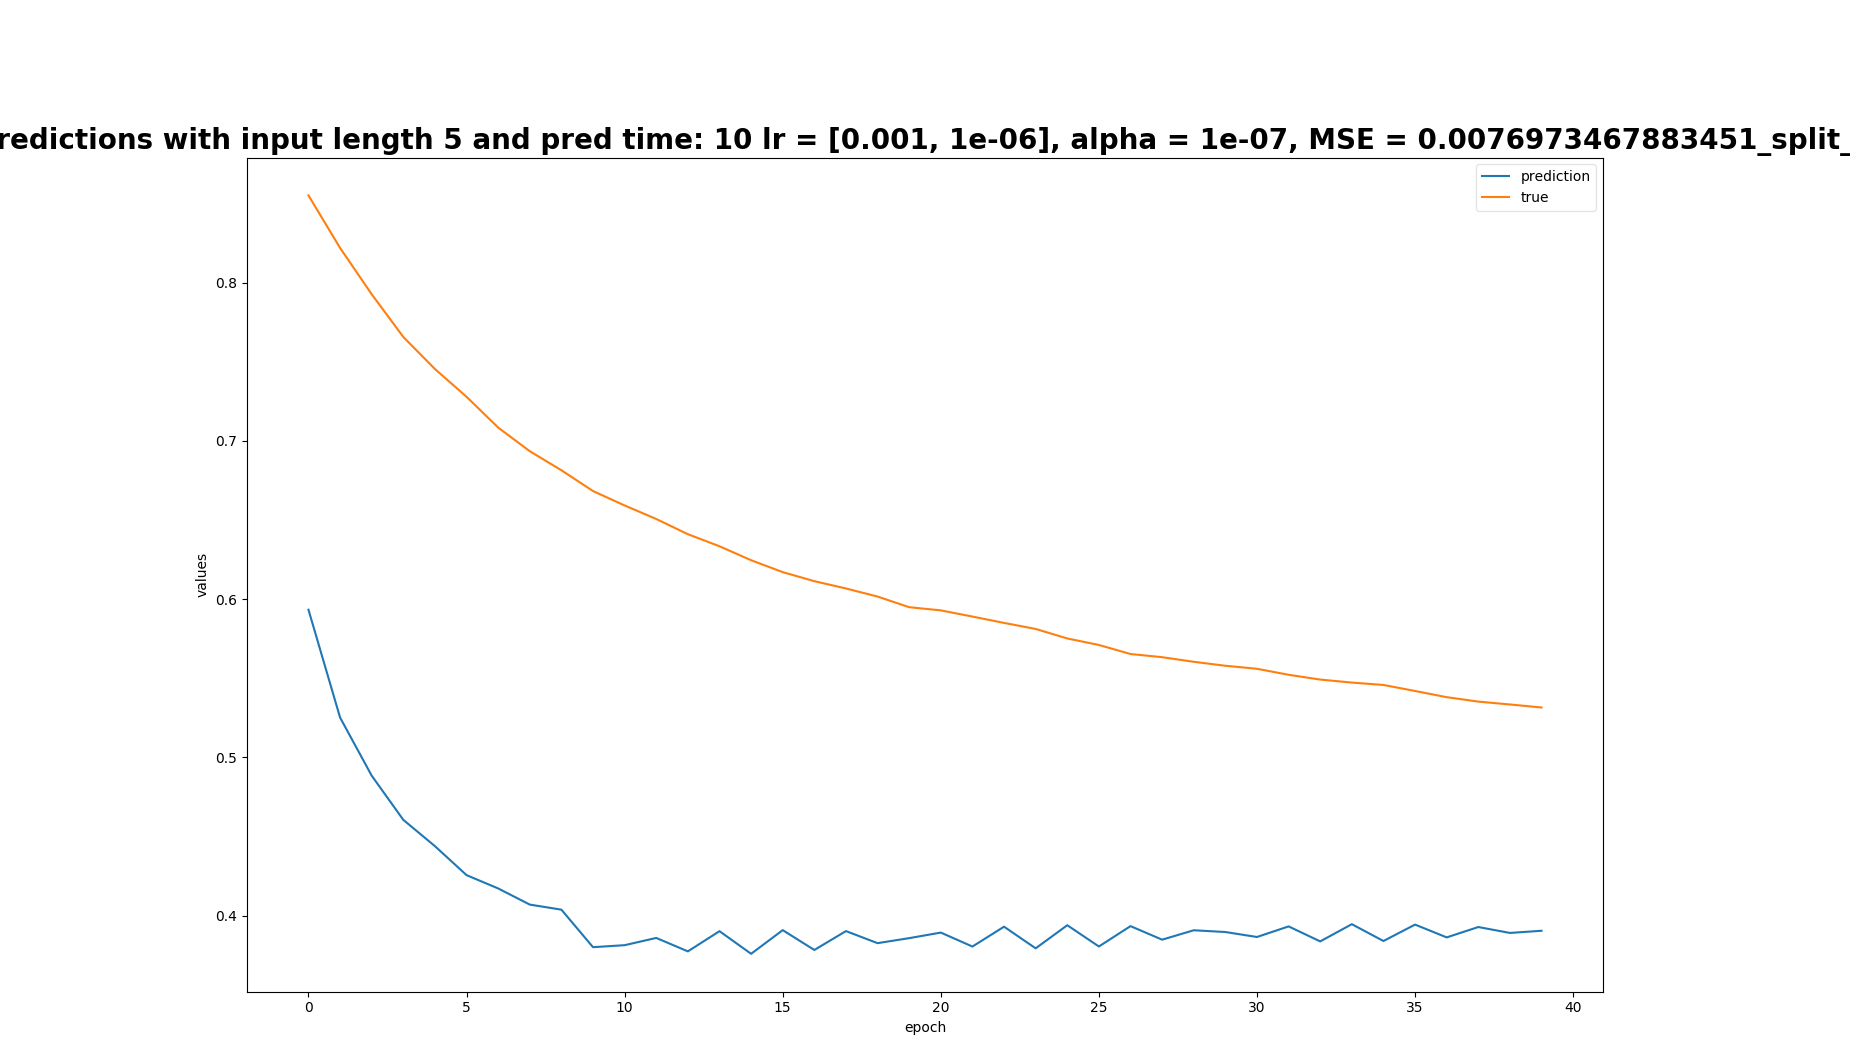 redictions with input length 5 and pred time: 10 lr = [0.001, 1e-06], alpha = 1e-07, MSE = 0.0076973467883451_split_
prediction
true
0.8
0.7
0.6
0.5
0.4
values
0 5 10 15 20 25 30 35 40
epoch